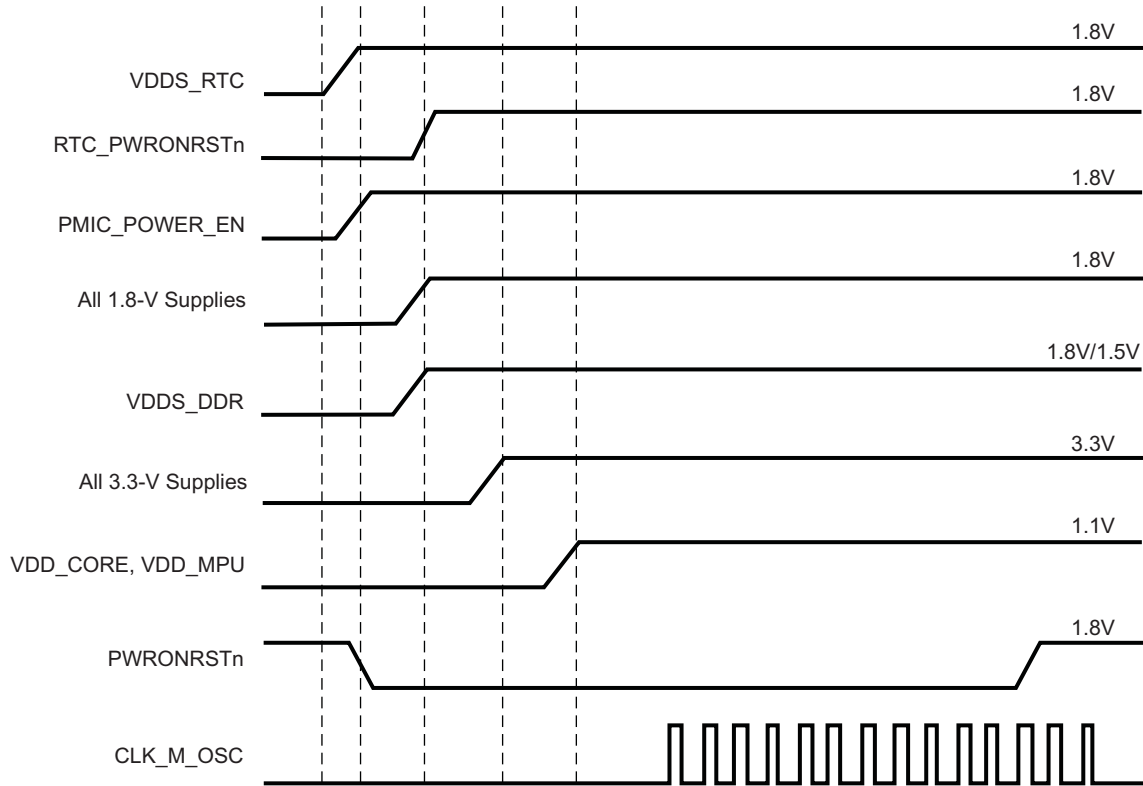 1.8V
VDDS_RTC
1.8V
RTC_PWRONRSTn
1.8V
PMIC_POWER_EN
1.8V
All 1.8-V Supplies
1.8V/1.5V
VDDS_DDR
3.3V
All 3.3-V Supplies
1.1V
VDD_CORE, VDD_MPU
1.8V
PWRONRSTn
CLK_M_OSC